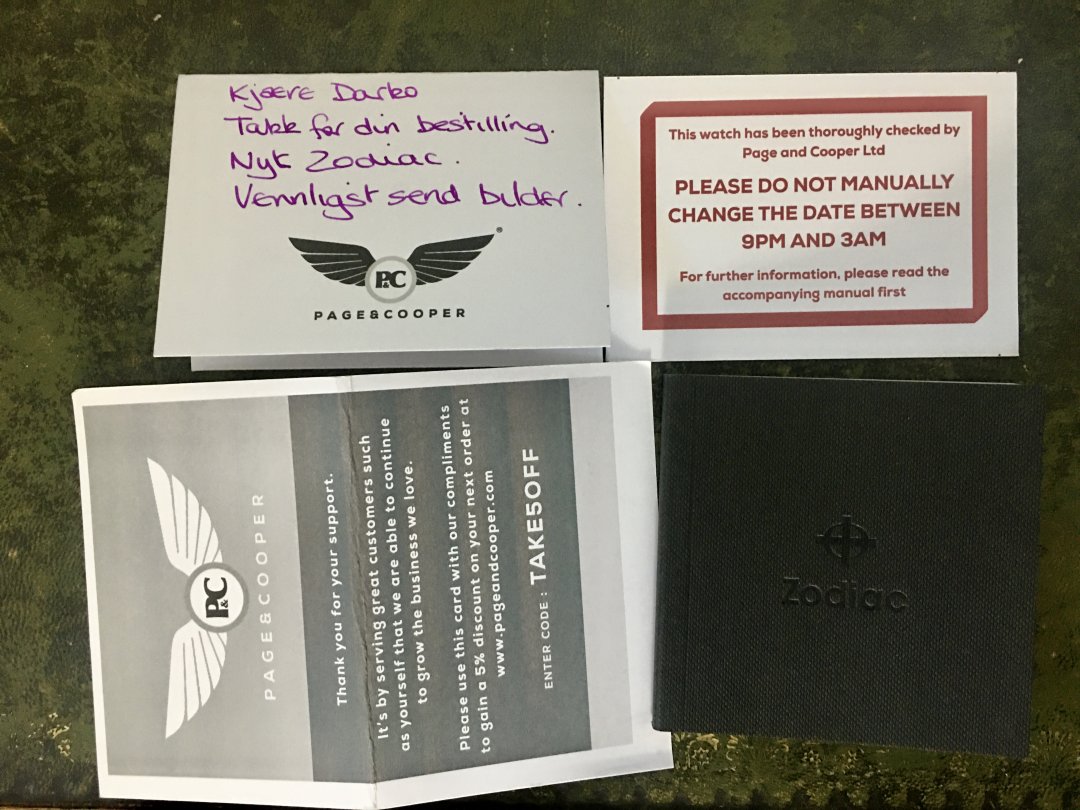 Kjære Darko
Takk for din bestilling.
Nyt Zodiac.
Vennligst send bilder.
P&C
®
PAGE&COOPER
This watch has been thoroughly checked by
Page and Cooper Ltd
PLEASE DO NOT MANUALLY
CHANGE THE DATE BETWEEN
9PM AND 3AM
For further information, please read the
accompanying manual first
P&C
PAGE&COOPER
Thank you for your support.
It's by serving great customers such
as yourself that we are able to continue
to grow the business we love.
Please use this card with our compliments
to gain a 5% discount on your next order at
www.pageandcooper.com
ENTER CODE : TAKE5OFF
Zodiac